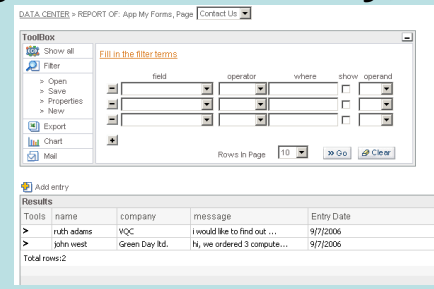 DATA CENTER > REPORT OF: App My Forms, Page Contact Us
ToolBox
Show all
Filter
> Open
> Save
> Properties
> New
Export
Chart
Mail
Fill in the filter terms
field operator where show operand
Rows In Page 10 >> Go Clear
Add entry
Results
Tools name company message Entry Date
> ruth adams VQC i would like to find out ... 9/7/2006
> john west Green Day ltd. hi, we ordered 3 compute... 9/7/2006
Total rows:2